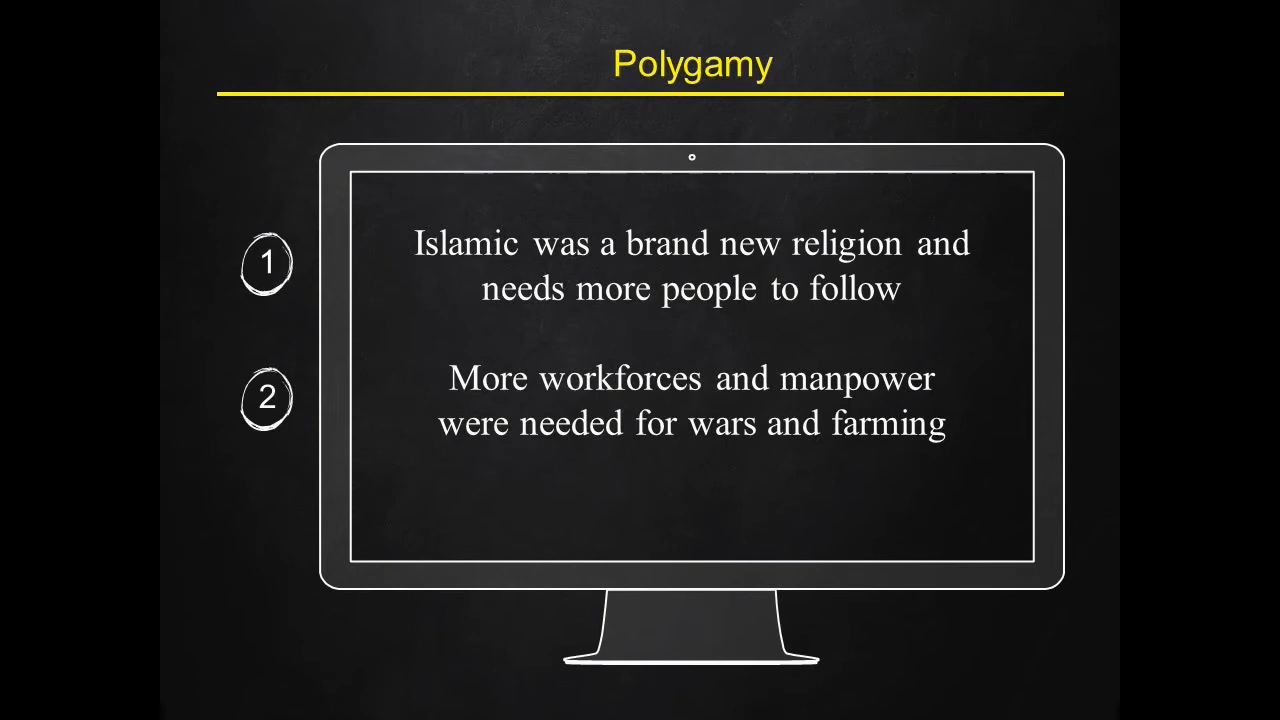 Polygamy
1
Islamic was a brand new religion and
needs more people to follow
2
More workforces and manpower
were needed for wars and farming